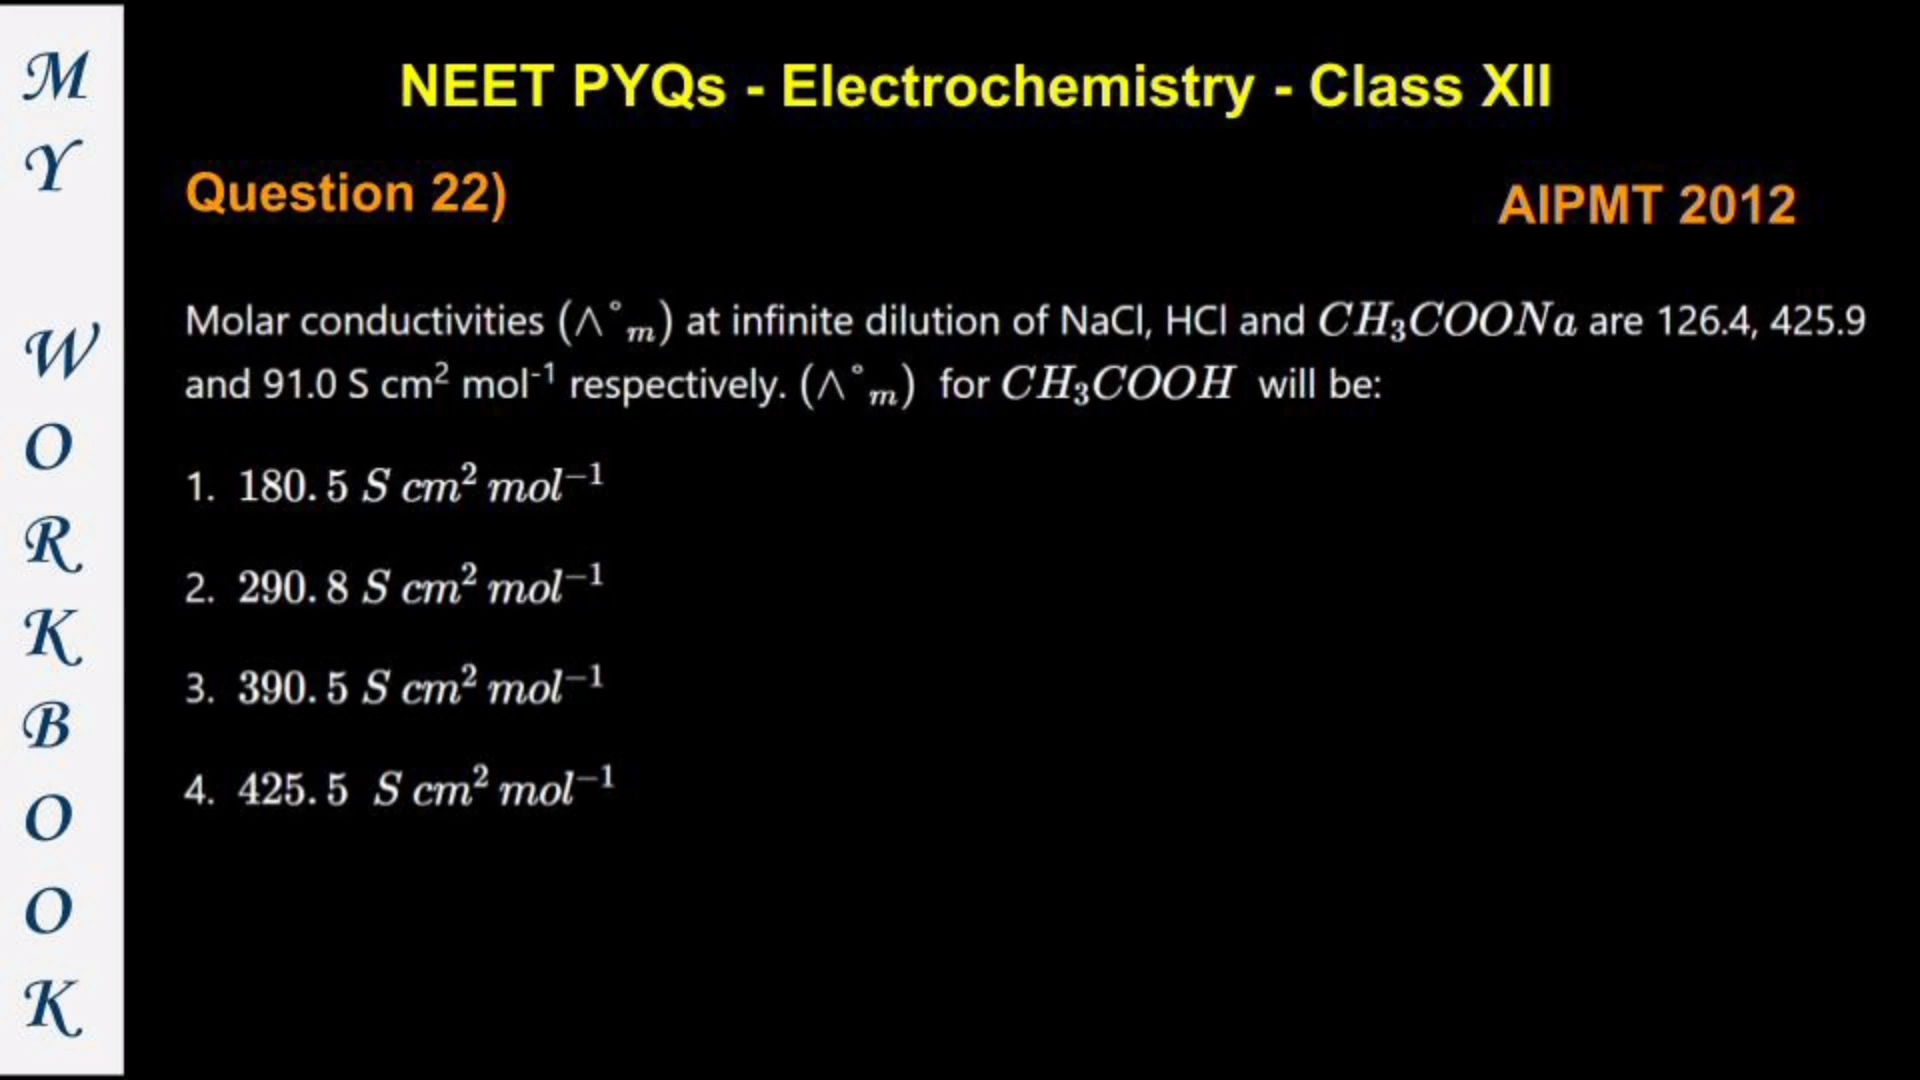 MY WORKBOOK
NEET PYQs - Electrochemistry - Class XII
Question 22)
AIPMT 2012
Molar conductivities (∧°ₘ) at infinite dilution of NaCl, HCl and CH₃COONa are 126.4, 425.9
and 91.0 S cm² mol⁻¹ respectively. (∧°ₘ) for CH₃COOH will be:
1. 180.5 S cm² mol⁻¹
2. 290.8 S cm² mol⁻¹
3. 390.5 S cm² mol⁻¹
4. 425.5 S cm² mol⁻¹